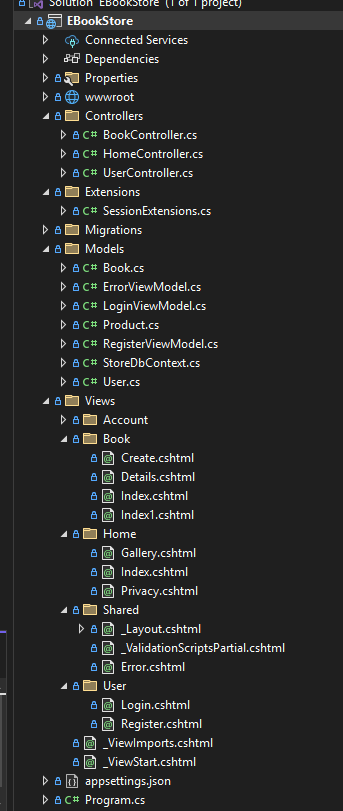 Solution 'EBookStore' (1 of 1 project)
EBookStore
Connected Services
Dependencies
Properties
wwwroot
Controllers
C# BookController.cs
C# HomeController.cs
C# UserController.cs
Extensions
C# SessionExtensions.cs
Migrations
Models
C# Book.cs
C# ErrorViewModel.cs
C# LoginViewModel.cs
C# Product.cs
C# RegisterViewModel.cs
C# StoreDbContext.cs
C# User.cs
Views
Account
Book
Create.cshtml
Details.cshtml
Index.cshtml
Index1.cshtml
Home
Gallery.cshtml
Index.cshtml
Privacy.cshtml
Shared
_Layout.cshtml
_ValidationScriptsPartial.cshtml
Error.cshtml
User
Login.cshtml
Register.cshtml
_ViewImports.cshtml
_ViewStart.cshtml
appsettings.json
C# Program.cs